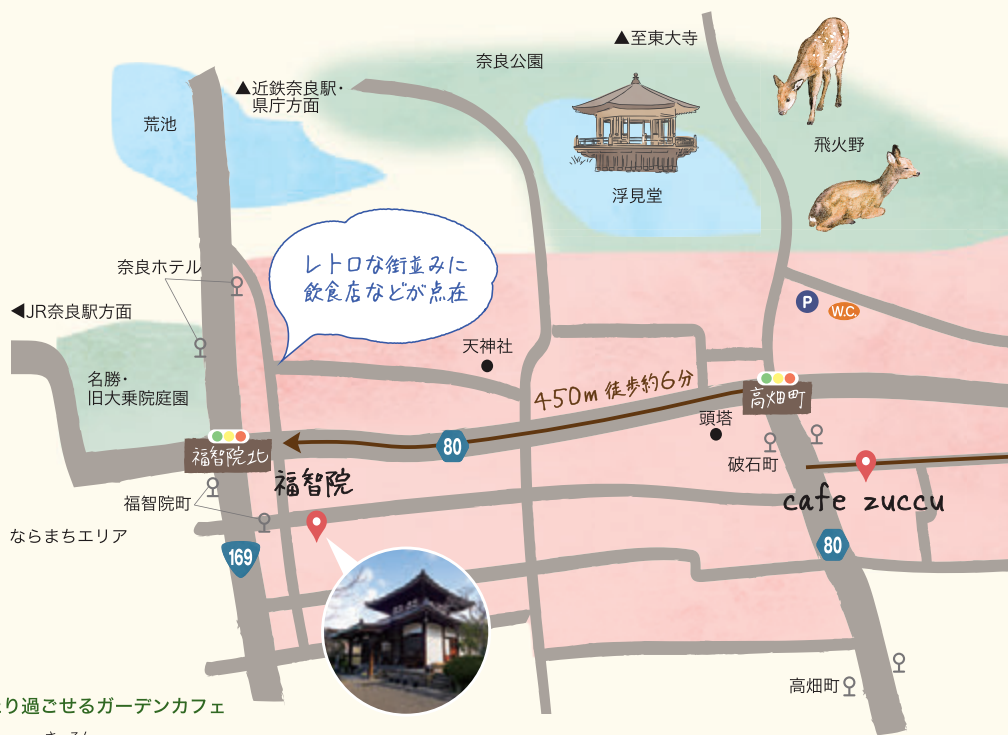 ▲至東大寺
奈良公園
▲近鉄奈良駅・
県庁方面
荒池
飛火野
浮見堂
レトロな街並みに
飲食店などが点在
奈良ホテル
◀JR奈良駅方面
P
W.C.
天神社
名勝・
旧大乗院庭園
450m 徒歩約6分
高畑町
頭塔
80
福智院北
破石町
福智院
cafe zuccu
福智院町
ならまちエリア
169
80
高畑町
り過ごせるガーデンカフェ